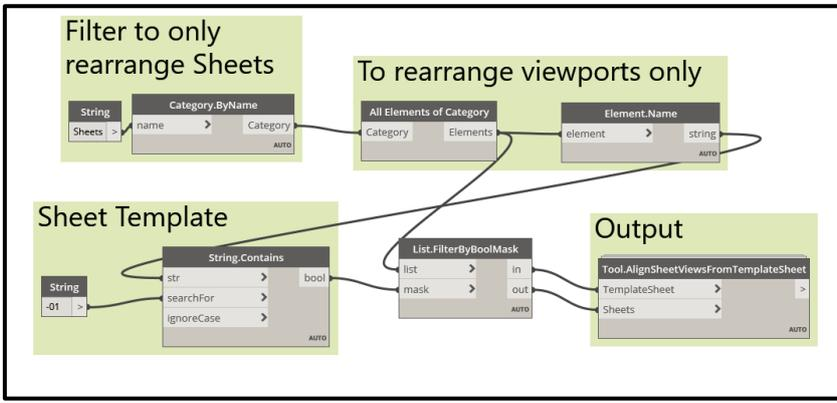 Filter to only
rearrange Sheets
String
Sheets >
Category.ByName
name > Category
AUTO
To rearrange viewports only
All Elements of Category
Category Elements
Element.Name
element > string
AUTO
Sheet Template
String
-01 >
String.Contains
str > bool
searchFor >
ignoreCase >
AUTO
List.FilterByBoolMask
list > in
mask > out
AUTO
Output
Tool.AlignSheetViewsFromTemplateSheet
TemplateSheet > >
Sheets >
AUTO